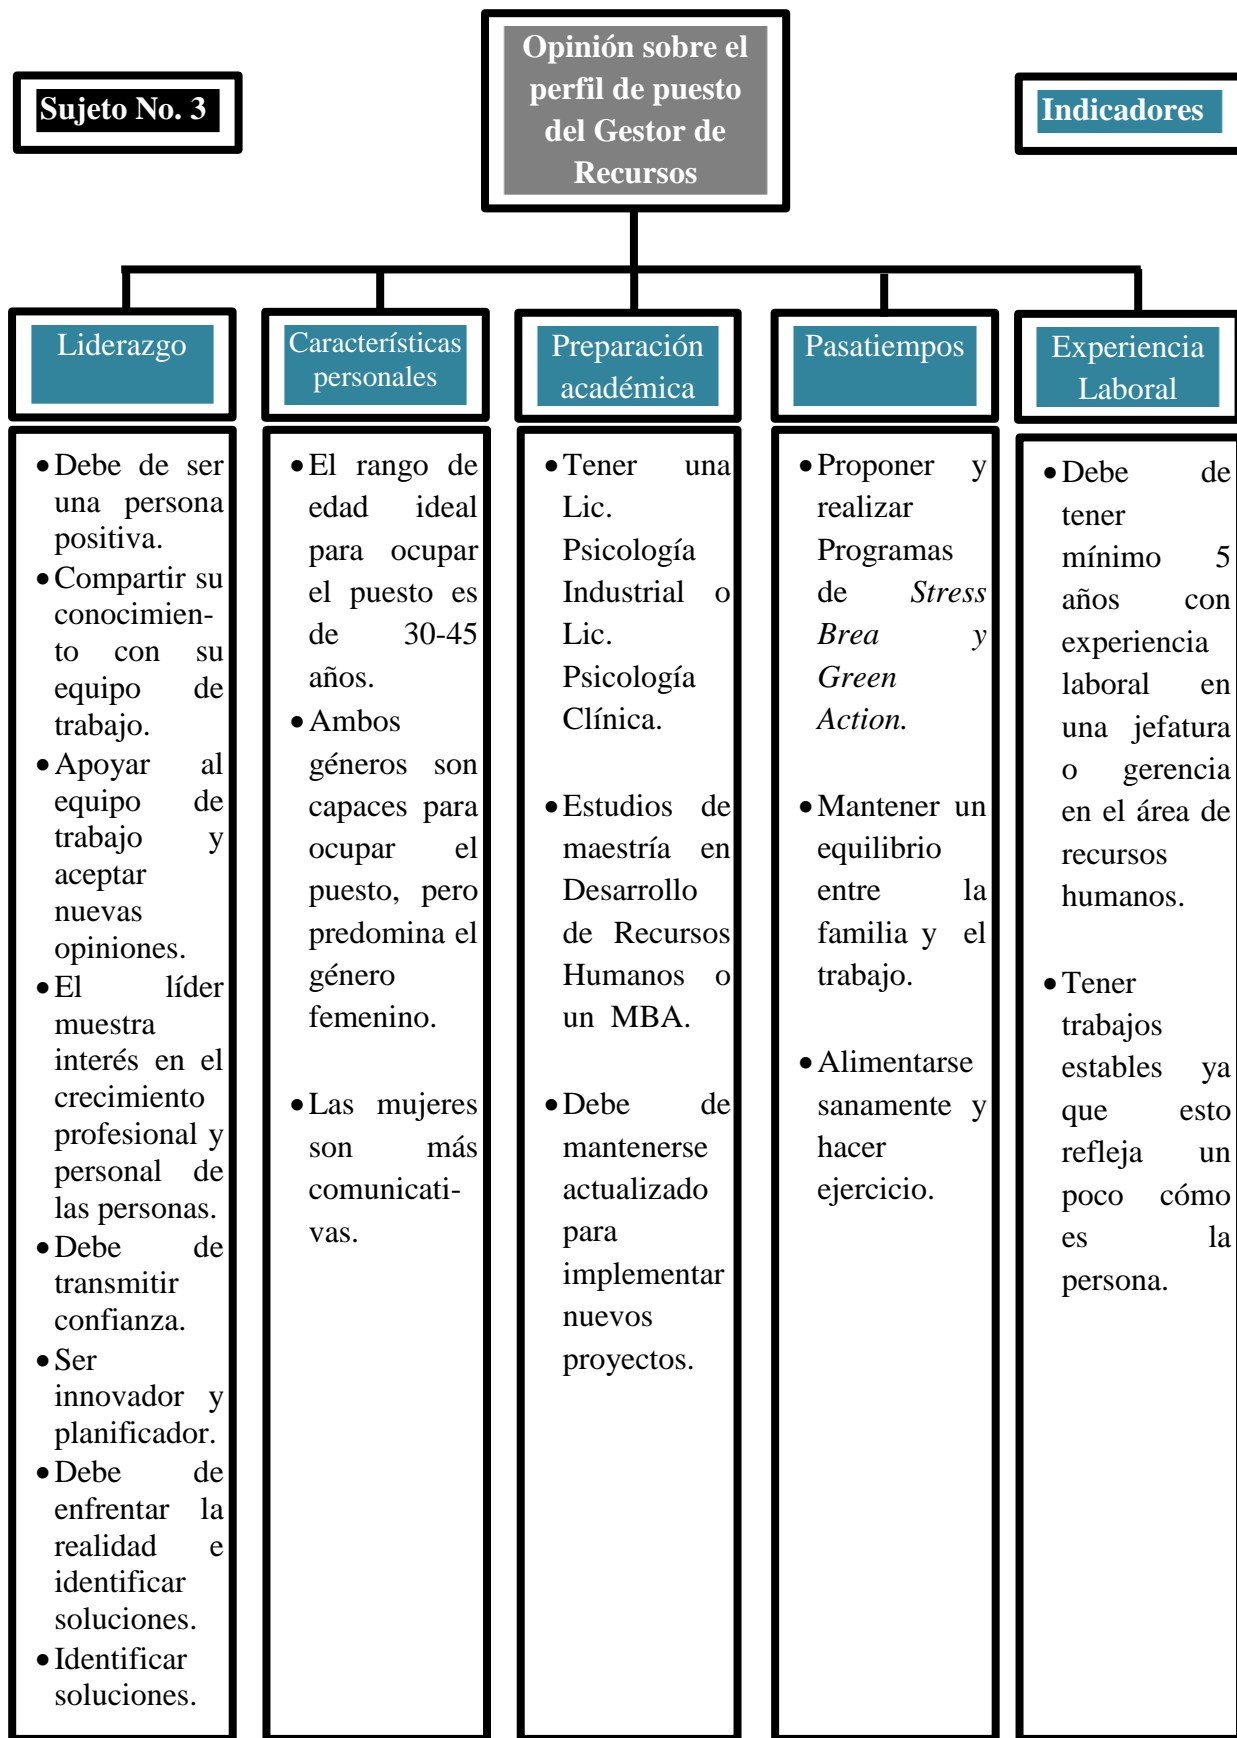 Opinión sobre el
perfil de puesto
del Gestor de
Recursos
Sujeto No. 3
Indicadores
Liderazgo
• Debe de ser
una persona
positiva.
• Compartir su
conocimien-
to con su
equipo de
trabajo.
• Apoyar al
equipo de
trabajo y
aceptar
nuevas
opiniones.
• El líder
muestra
interés en el
crecimiento
profesional y
personal de
las personas.
• Debe de
transmitir
confianza.
• Ser
innovador y
planificador.
• Debe de
enfrentar la
realidad e
identificar
soluciones.
• Identificar
soluciones.
Características
personales
• El rango de
edad ideal
para ocupar
el puesto es
de 30-45
años.
• Ambos
géneros son
capaces para
ocupar el
puesto, pero
predomina el
género
femenino.
• Las mujeres
son más
comunicati-
vas.
Preparación
académica
• Tener una
Lic.
Psicología
Industrial o
Lic.
Psicología
Clínica.
• Estudios de
maestría en
Desarrollo
de Recursos
Humanos o
un MBA.
• Debe de
mantenerse
actualizado
para
implementar
nuevos
proyectos.
Pasatiempos
• Proponer y
realizar
Programas
de Stress
Brea y
Green
Action.
• Mantener un
equilibrio
entre la
familia y el
trabajo.
• Alimentarse
sanamente y
hacer
ejercicio.
Experiencia
Laboral
• Debe de
tener
mínimo 5
años con
experiencia
laboral en
una jefatura
o gerencia
en el área de
recursos
humanos.
• Tener
trabajos
estables ya
que esto
refleja un
poco cómo
es la
persona.